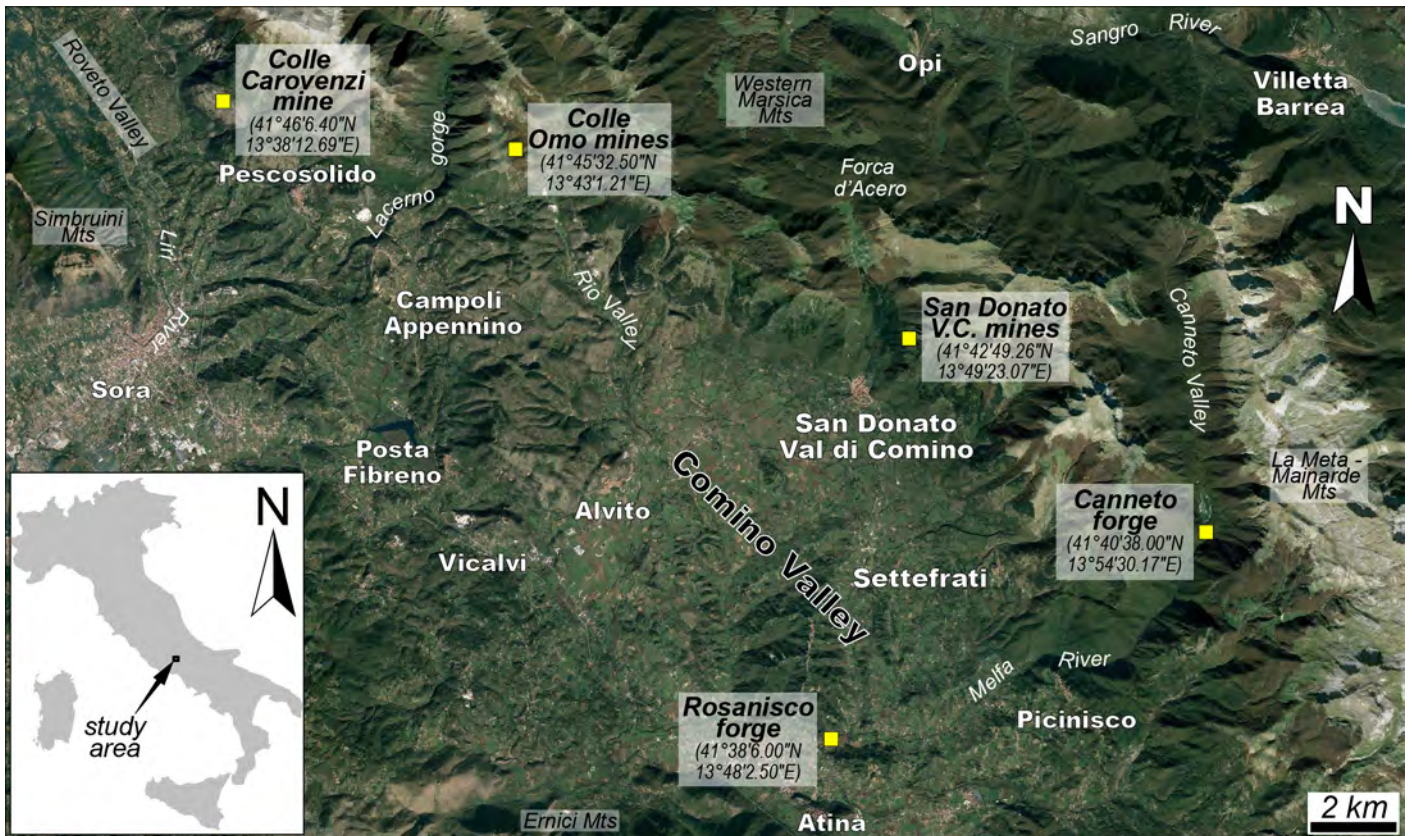 Roveto Valley
Colle
Carovenzi
mine
(41°46'6.40"N
13°38'12.69"E)
Pescosolido
gorge
Lacerno
Colle
Omo mines
(41°45'32.50"N
13°43'1.21"E)
Western
Marsica
Mts
Opi
Sangro River
Villetta
Barrea
Forca
d'Acero
N
Simbruini
Mts
Liri
River
Sora
Campoli
Appennino
Rio Valley
San Donato
V.C. mines
(41°42'49.26"N
13°49'23.07"E)
Canneto Valley
San Donato
Val di Comino
Posta
Fibreno
Alvito
Vicalvi
Comino Valley
Settefrati
Canneto
forge
(41°40'38.00"N
13°54'30.17"E)
La Meta -
Mainarde
Mts
N
study
area
Rosanisco
forge
(41°38'6.00"N
13°48'2.50"E)
Melfa River
Picinisco
Ernici Mts
Atina
2 km